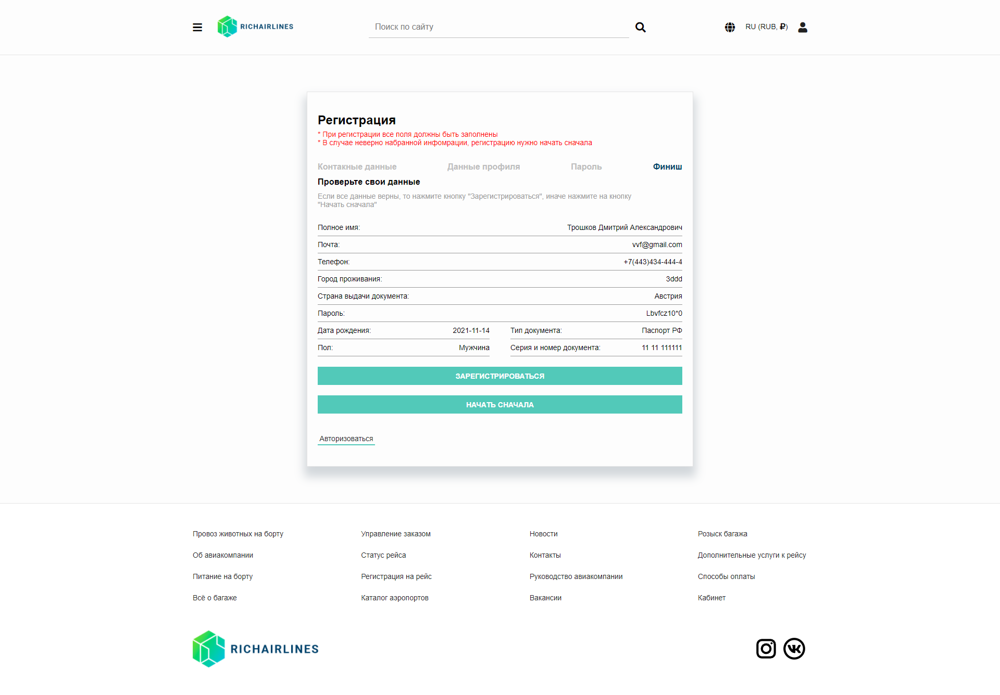 RICHAIRLINES
Поиск по сайту
RU (RUB, ₽)
Регистрация
* При регистрации все поля должны быть заполнены
* В случае неверно набранной инфомрации, регистрацию нужно начать сначала
Контакные данные Данные профиля Пароль Финиш
Проверьте свои данные
Если все данные верны, то нажмите кнопку "Зарегистрироваться", иначе нажмите на кнопку
"Начать сначала"
Полное имя: Трошков Дмитрий Александрович
Почта: vvf@gmail.com
Телефон: +7(443)434-444-4
Город проживания: 3ddd
Страна выдачи документа: Австрия
Пароль: Lbvfcz10*0
Дата рождения: 2021-11-14 Тип документа: Паспорт РФ
Пол: Мужчина Серия и номер документа: 11 11 111111
ЗАРЕГИСТРИРОВАТЬСЯ
НАЧАТЬ СНАЧАЛА
Авторизоваться
Провоз животных на борту Управление заказом Новости Розыск багажа
Об авиакомпании Статус рейса Контакты Дополнительные услуги к рейсу
Питание на борту Регистрация на рейс Руководство авиакомпании Способы оплаты
Всё о багаже Каталог аэропортов Вакансии Кабинет
RICHAIRLINES